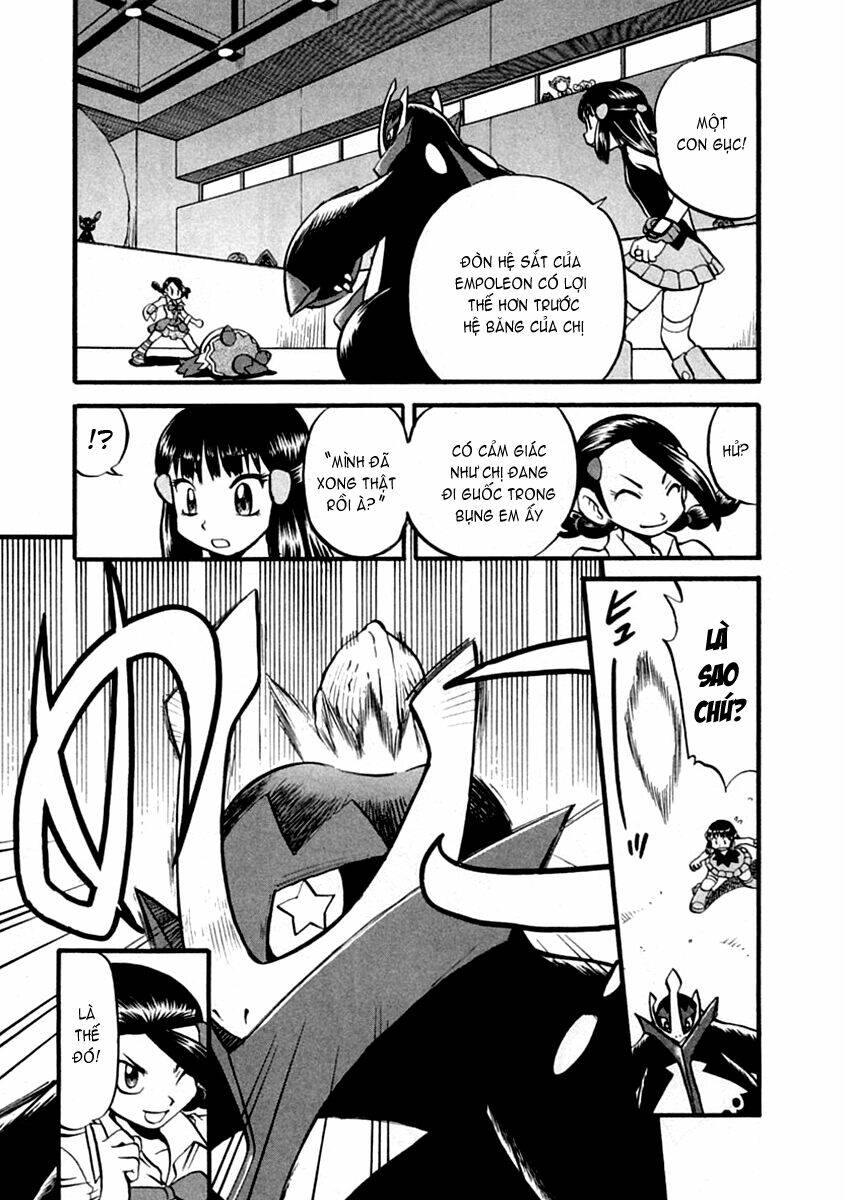 MỘT
CON GỤC!
ĐÒN HỆ SẮT CỦA
EMPOLEON CÓ LỢI
THẾ HƠN TRƯỚC
HỆ BĂNG CỦA CHỊ
HỬ?
CÓ CẢM GIÁC
NHƯ CHỊ ĐANG
ĐI GUỐC TRONG
BỤNG EM ẤY
"MÌNH ĐÃ
XONG THẬT
RỒI À?"
!?
LÀ
SAO
CHỨ?
ヒュ
LÀ
THẾ
ĐÓ!